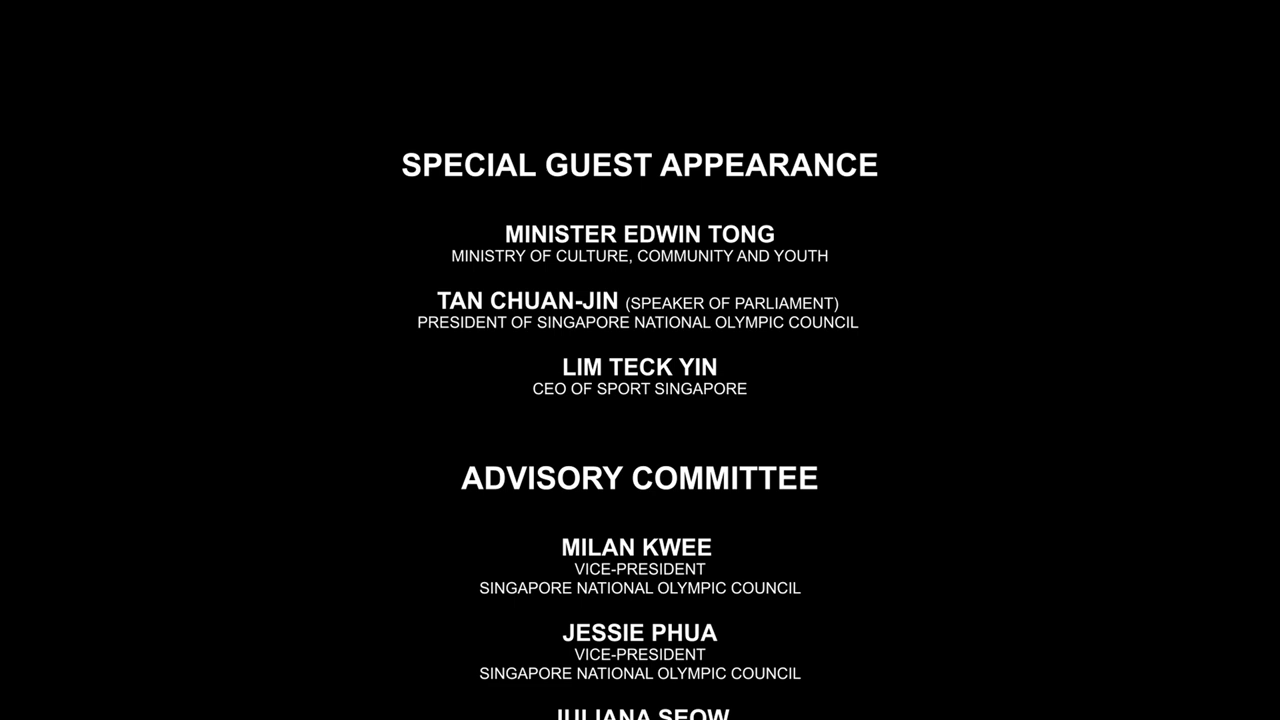 SPECIAL GUEST APPEARANCE
MINISTER EDWIN TONG
MINISTRY OF CULTURE, COMMUNITY AND YOUTH
TAN CHUAN-JIN (SPEAKER OF PARLIAMENT)
PRESIDENT OF SINGAPORE NATIONAL OLYMPIC COUNCIL
LIM TECK YIN
CEO OF SPORT SINGAPORE
ADVISORY COMMITTEE
MILAN KWEE
VICE-PRESIDENT
SINGAPORE NATIONAL OLYMPIC COUNCIL
JESSIE PHUA
VICE-PRESIDENT
SINGAPORE NATIONAL OLYMPIC COUNCIL
JULIANA SEOW